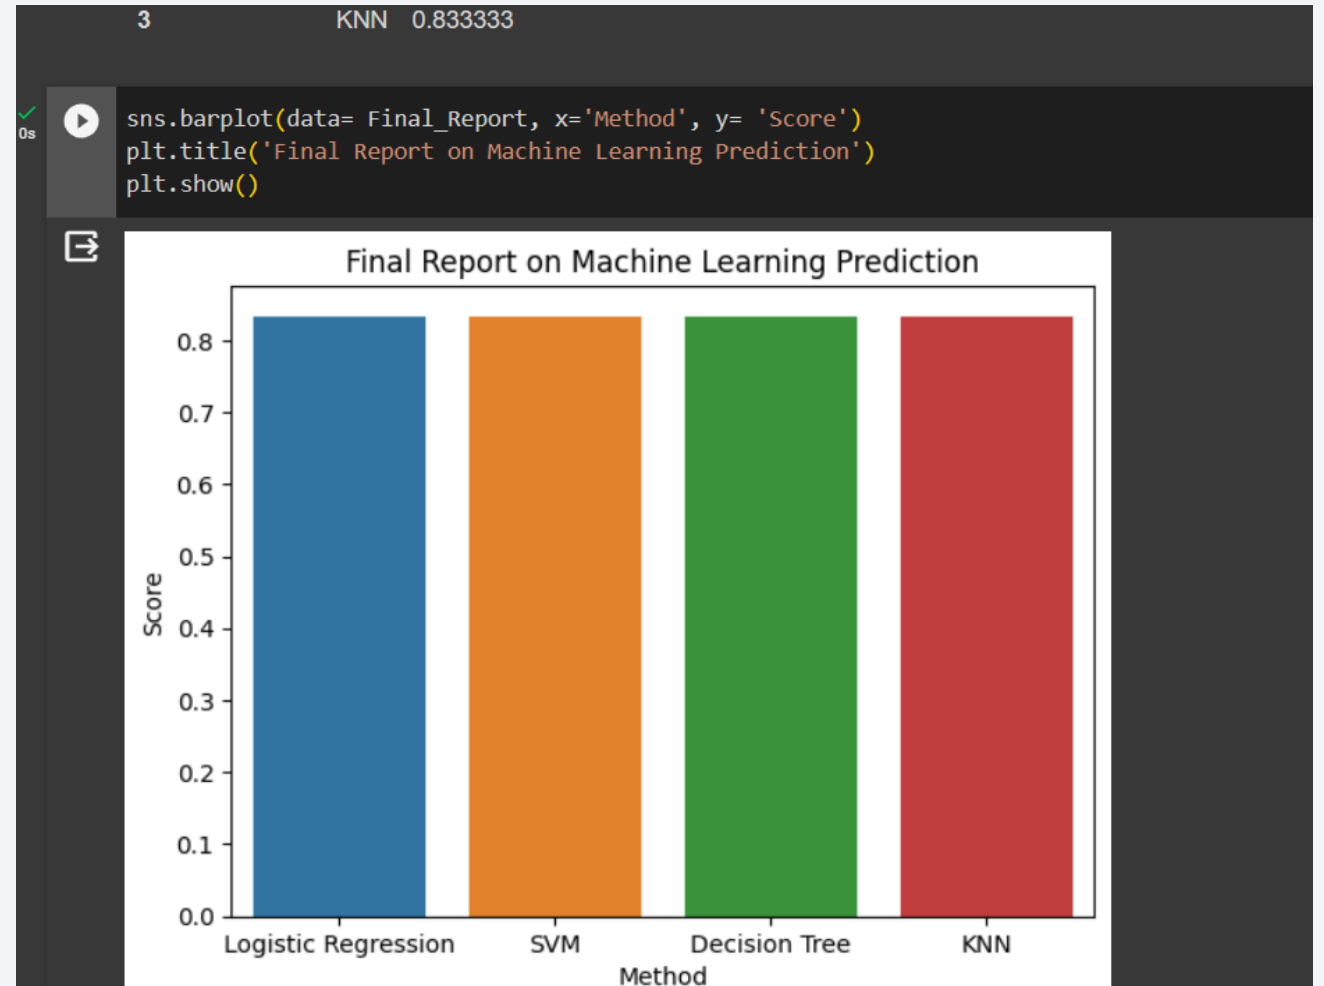 3 KNN 0.833333
0s
sns.barplot(data= Final_Report, x='Method', y= 'Score')
plt.title('Final Report on Machine Learning Prediction')
plt.show()
Final Report on Machine Learning Prediction
0.8
0.7
0.6
0.5
0.4
0.3
0.2
0.1
0.0
Score
Logistic Regression SVM Decision Tree KNN
Method